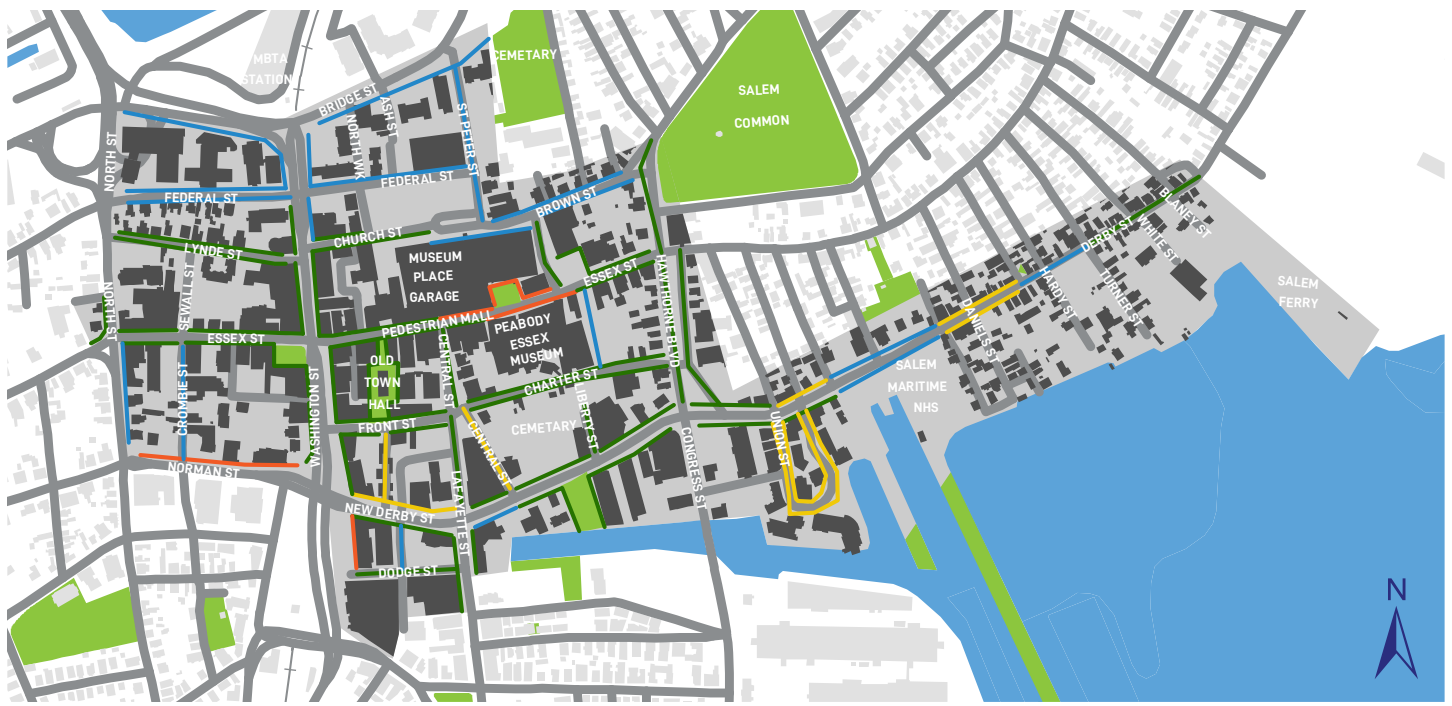 MBTA
STATION
CEMETARY
SALEM
COMMON
BRIDGE ST
ASH ST
NORTH WK
ST PETER ST
NORTH ST
FEDERAL ST
FEDERAL ST
BROWN ST
LYNDE ST
CHURCH ST
SEWALL ST
MUSEUM
PLACE
GARAGE
ESSEX ST
HAWTHORNE BLVD
BLANEY ST
WHITE ST
DERBY ST
HARDY ST
TURNER ST
DANIELS ST
SALEM
FERRY
NORTH ST
ESSEX ST
PEDESTRIAN MALL
PEABODY
ESSEX
MUSEUM
OLD
TOWN
HALL
CENTRAL ST
CHARTER ST
LIBERTY ST
SALEM
MARITIME
NHS
CROMBIE ST
WASHINGTON ST
FRONT ST
CENTRAL ST
CEMETARY
UNION ST
CONGRESS ST
NORMAN ST
NEW DERBY ST
LAFAYETTE ST
DODGE ST
N